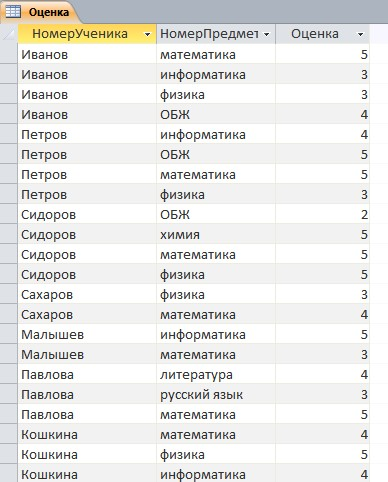 Оценка
НомерУченика НомерПредмет Оценка
Иванов математика 5
Иванов информатика 3
Иванов физика 3
Иванов ОБЖ 4
Петров информатика 4
Петров ОБЖ 5
Петров математика 5
Петров физика 3
Сидоров ОБЖ 2
Сидоров химия 5
Сидоров математика 5
Сидоров физика 5
Сахаров физика 3
Сахаров математика 4
Малышев информатика 5
Малышев математика 3
Павлова литература 4
Павлова русский язык 3
Павлова математика 5
Кошкина математика 4
Кошкина физика 5
Кошкина информатика 4